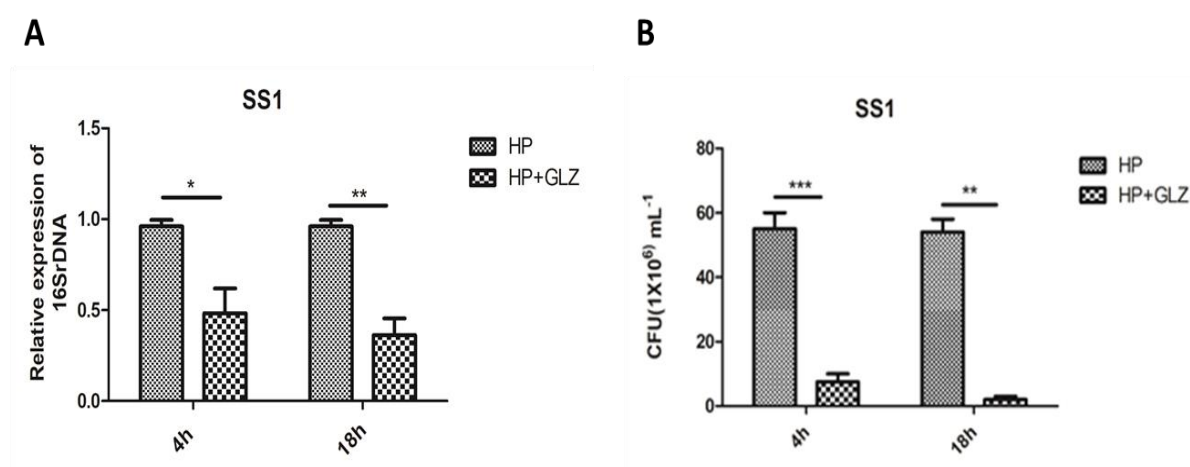 A
SS1
Relative expression of
16SrDNA
1.5
1.0
0.5
0.0
*
**
4h
18h
HP
HP+GLZ
B
SS1
CFU(1X10⁶) mL⁻¹
80
60
40
20
0
***
**
4h
18h
HP
HP+GLZ